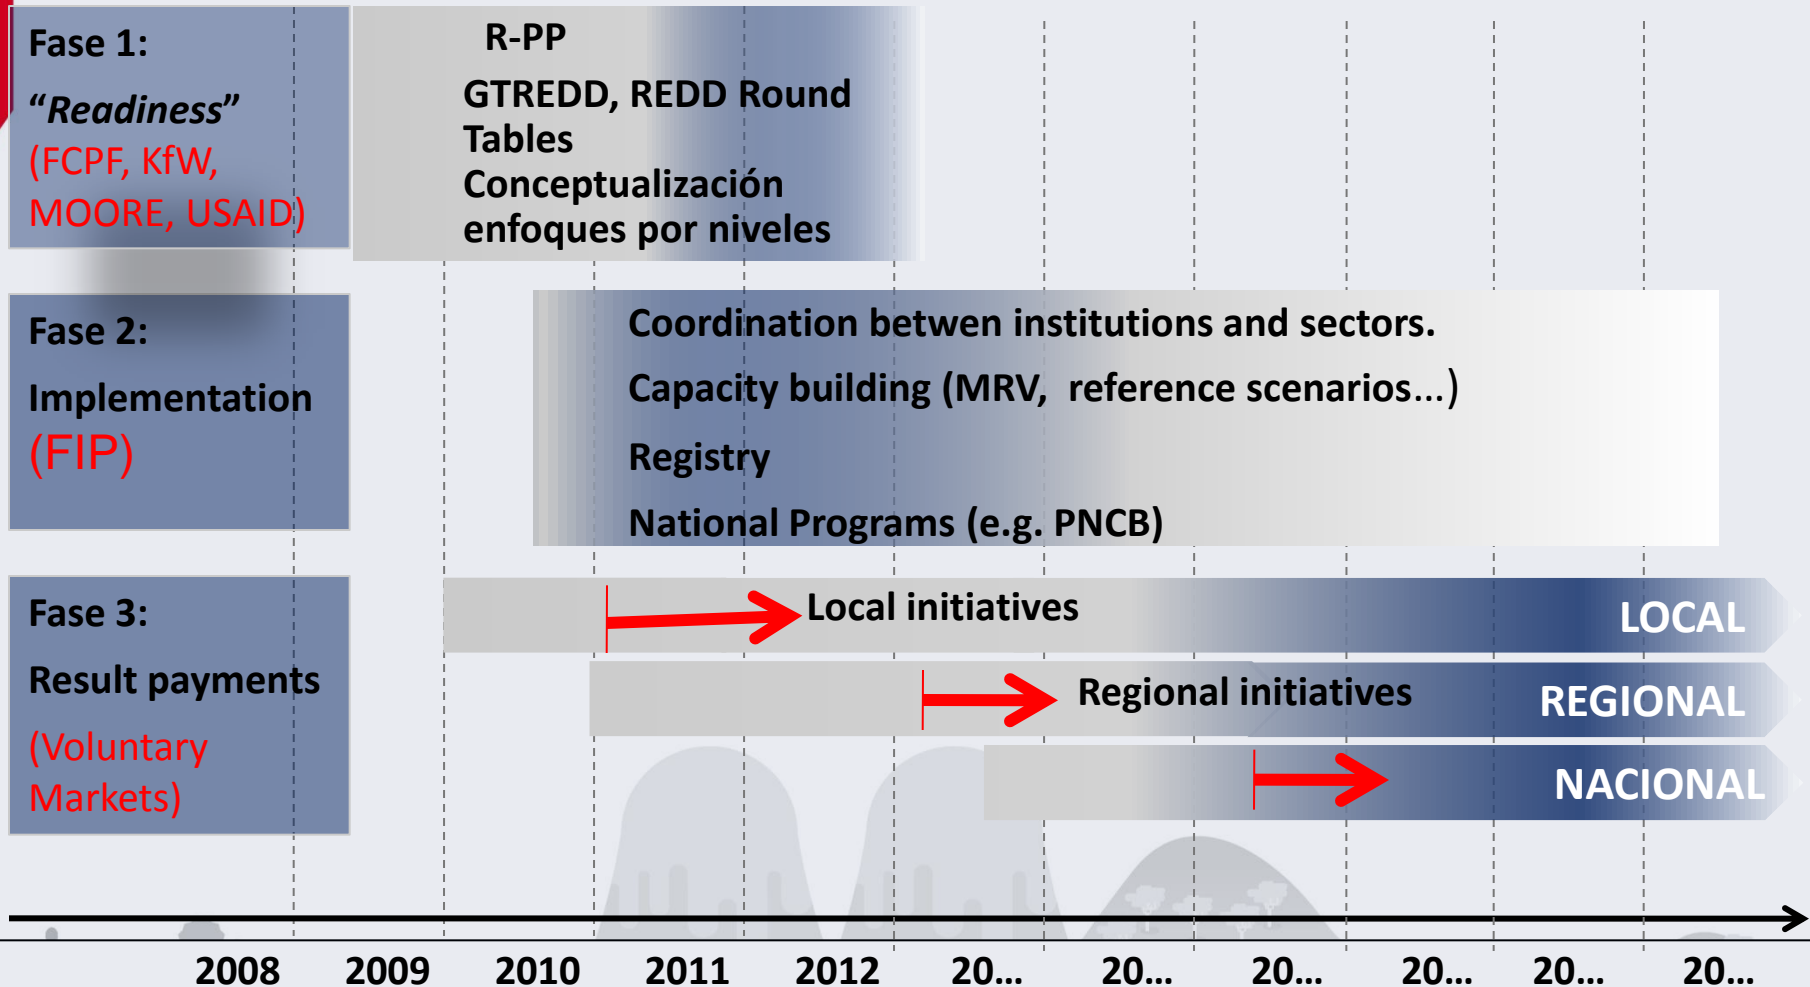 Fase 1:
“Readiness”
(FCPF, KfW,
MOORE, USAID)
R-PP
GTREDD, REDD Round
Tables
Conceptualización
enfoques por niveles
Fase 2:
Implementation
(FIP)
Coordination betwen institutions and sectors.
Capacity building (MRV, reference scenarios...)
Registry
National Programs (e.g. PNCB)
Fase 3:
Result payments
(Voluntary
Markets)
Local initiatives
LOCAL
Regional initiatives
REGIONAL
NACIONAL
2008 2009 2010 2011 2012 20... 20... 20... 20... 20... 20...